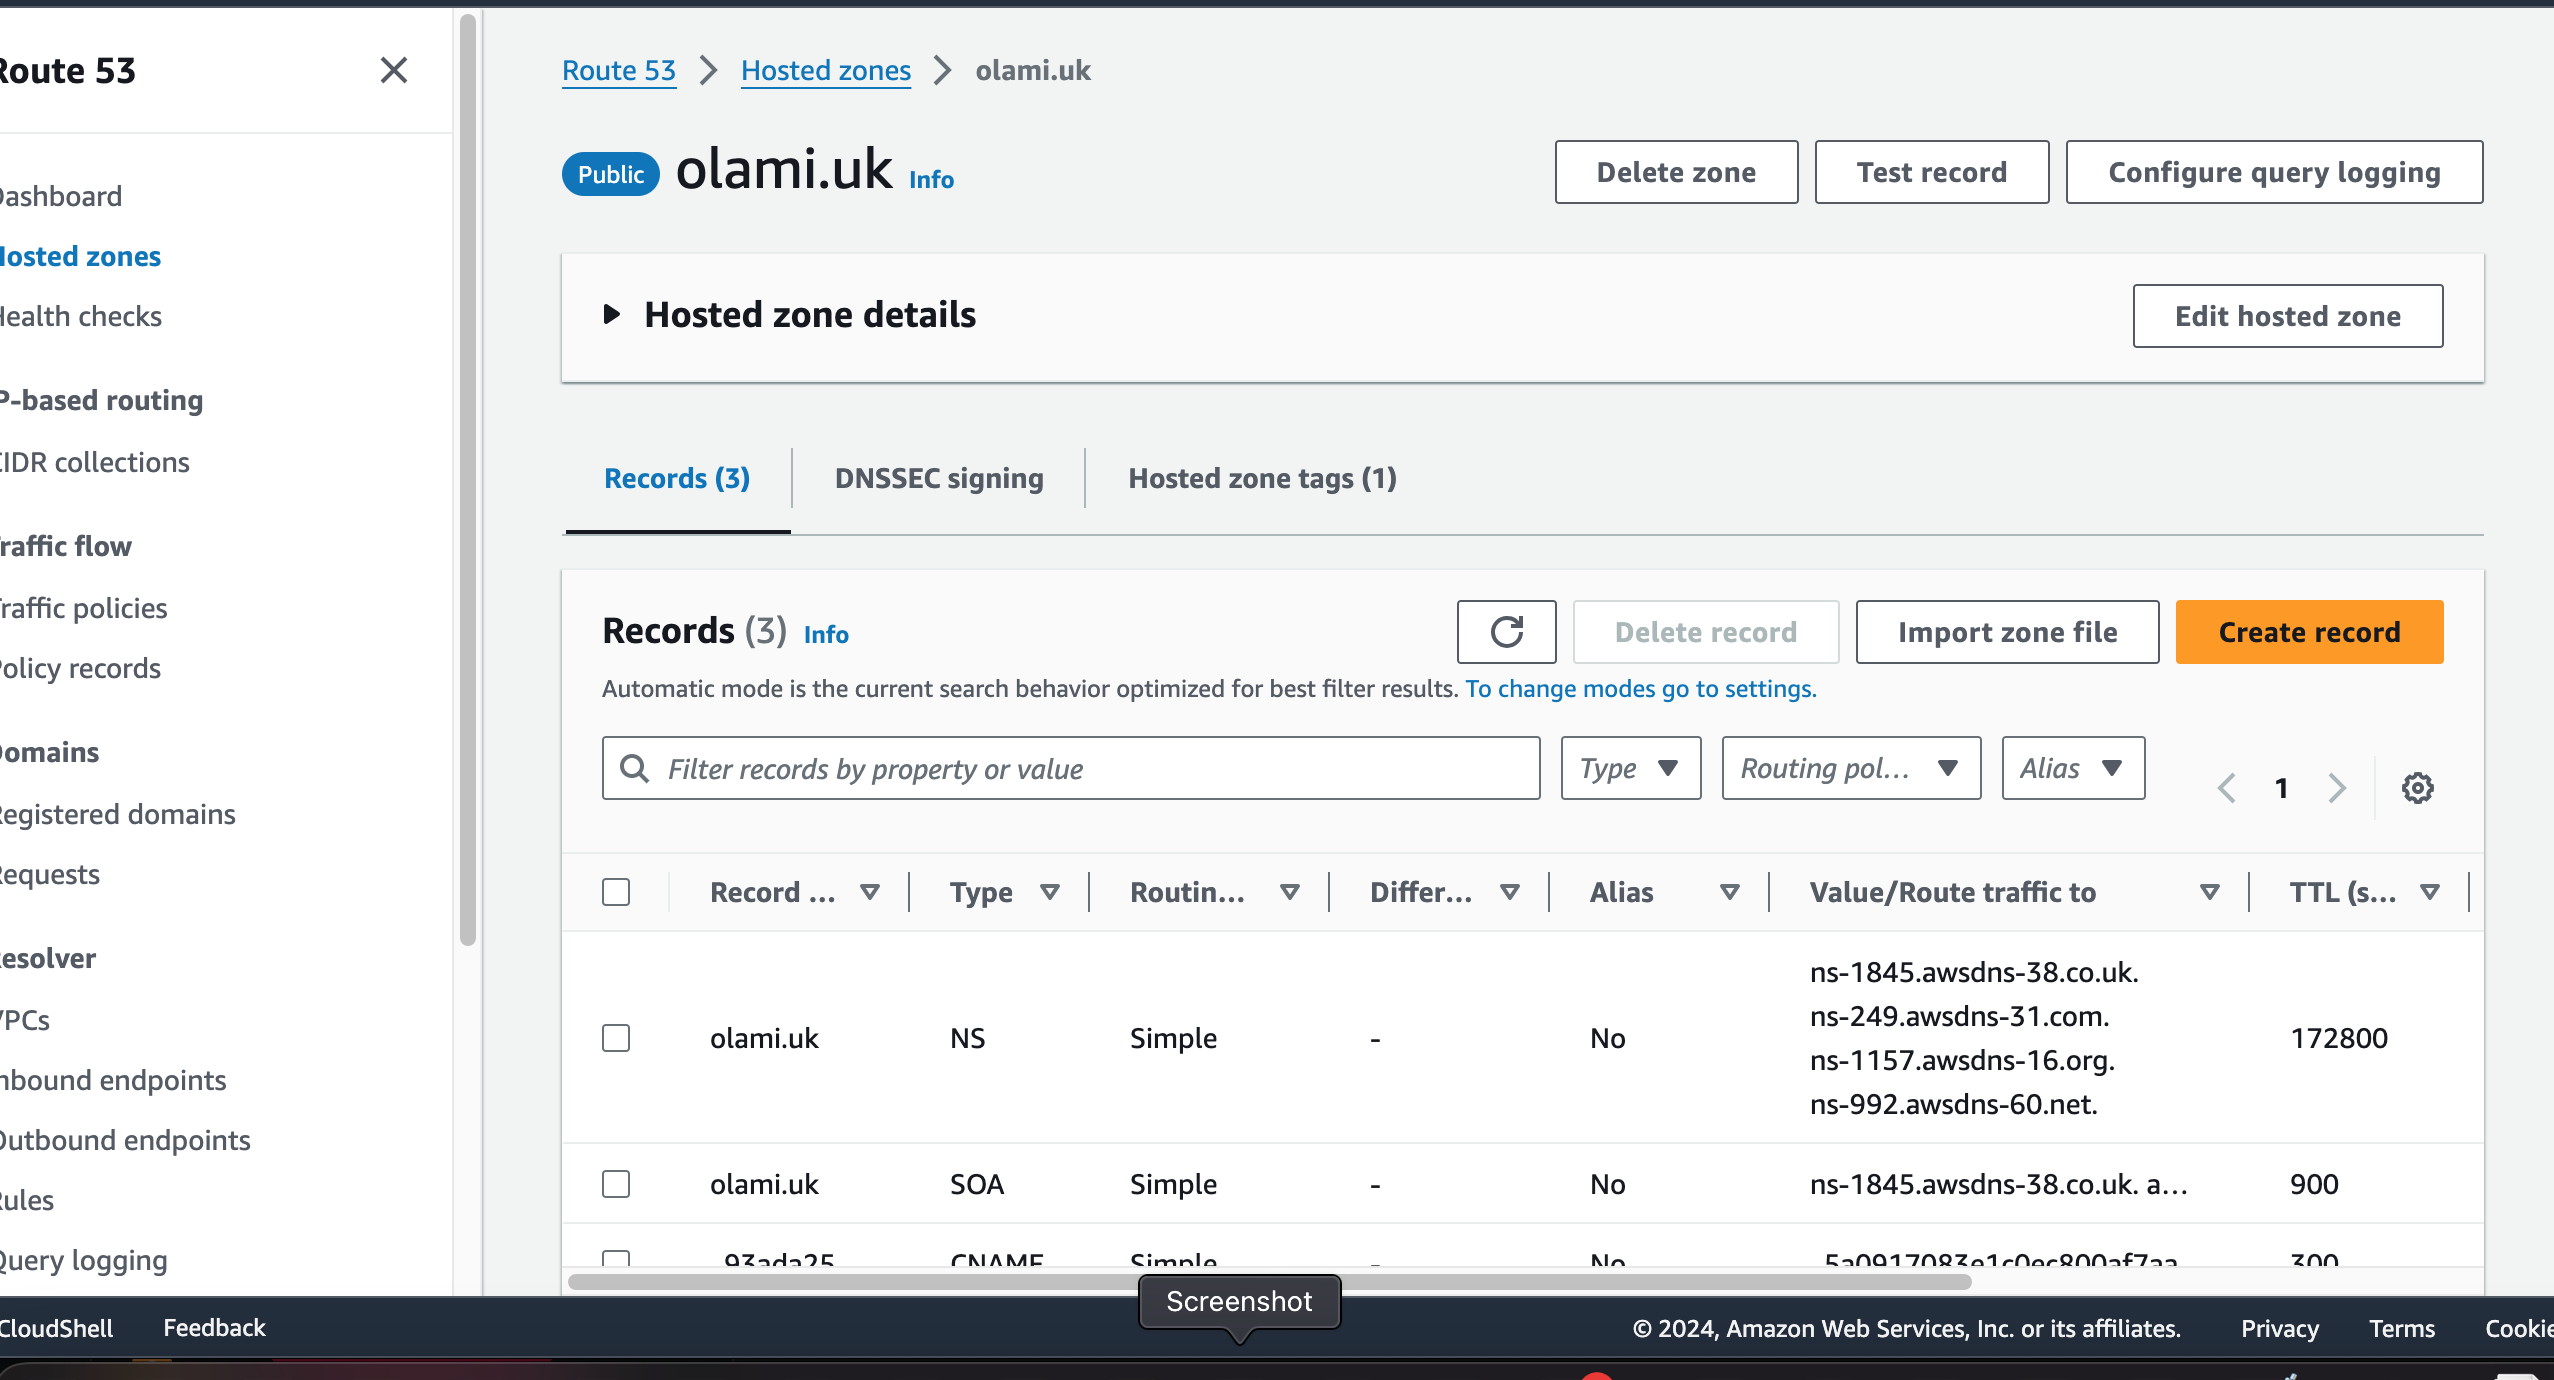 Route 53
Dashboard
Hosted zones
Health checks
IP-based routing
CIDR collections
Traffic flow
Traffic policies
Policy records
Domains
Registered domains
Requests
Resolver
VPCs
Inbound endpoints
Outbound endpoints
Rules
Query logging
Route 53 Hosted zones olami.uk
Public olami.uk Info
Delete zone Test record Configure query logging
Hosted zone details
Edit hosted zone
Records (3) DNSSEC signing Hosted zone tags (1)
Records (3) Info
Delete record Import zone file Create record
Automatic mode is the current search behavior optimized for best filter results. To change modes go to settings.
Filter records by property or value Type Routing pol... Alias 1
Record ... Type Routin... Differ... Alias Value/Route traffic to TTL (s...
ns-1845.awsdns-38.co.uk.
ns-249.awsdns-31.com.
olami.uk NS Simple - No 172800
ns-1157.awsdns-16.org.
ns-992.awsdns-60.net.
olami.uk SOA Simple - No ns-1845.awsdns-38.co.uk. a... 900
_93ada25 CNAME Simple - No _5a0917083e1c0ec800af7aa 300
Screenshot
CloudShell Feedback © 2024, Amazon Web Services, Inc. or its affiliates. Privacy Terms Cookie